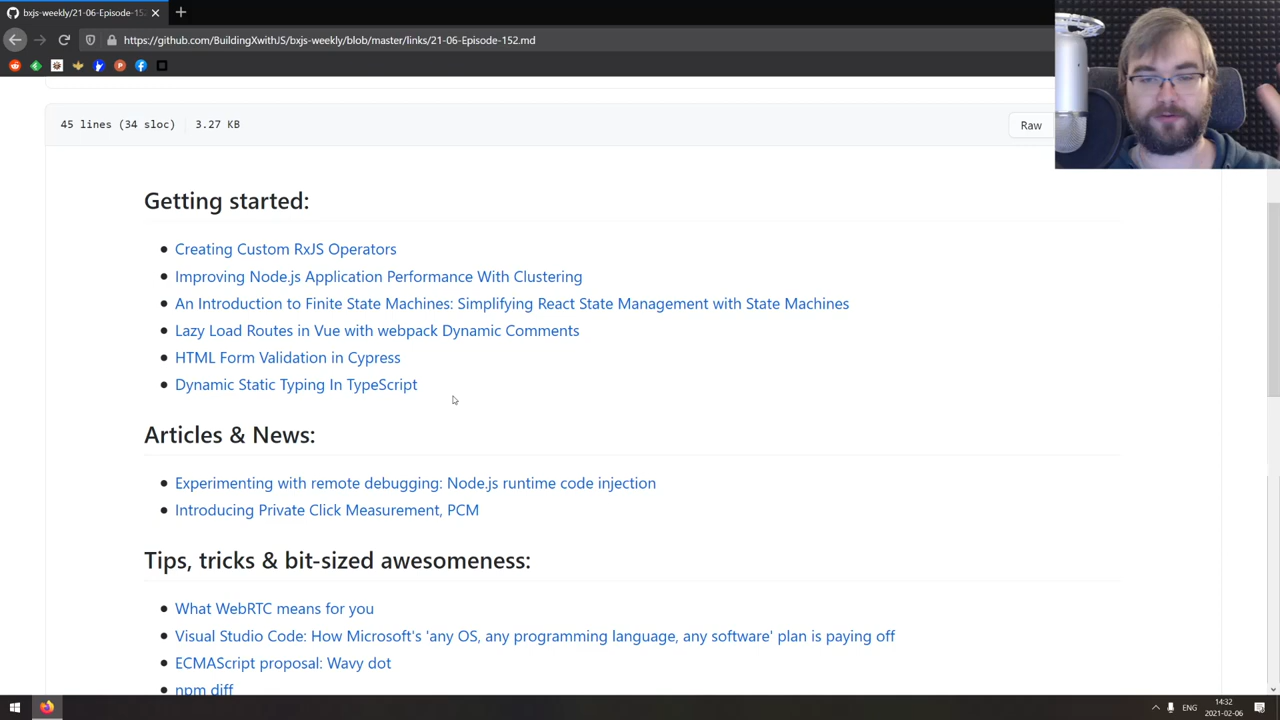 bxjs-weekly/21-06-Episode-152.
https://github.com/BuildingXwithJS/bxjs-weekly/blob/master/links/21-06-Episode-152.md
45 lines (34 sloc)
3.27 KB
Raw
Getting started:
Creating Custom RxJS Operators
Improving Node.js Application Performance With Clustering
An Introduction to Finite State Machines: Simplifying React State Management with State Machines
Lazy Load Routes in Vue with webpack Dynamic Comments
HTML Form Validation in Cypress
Dynamic Static Typing In TypeScript
Articles & News:
Experimenting with remote debugging: Node.js runtime code injection
Introducing Private Click Measurement, PCM
Tips, tricks & bit-sized awesomeness:
What WebRTC means for you
Visual Studio Code: How Microsoft's 'any OS, any programming language, any software' plan is paying off
ECMAScript proposal: Wavy dot
npm diff
ENG
14:32
2021-02-06